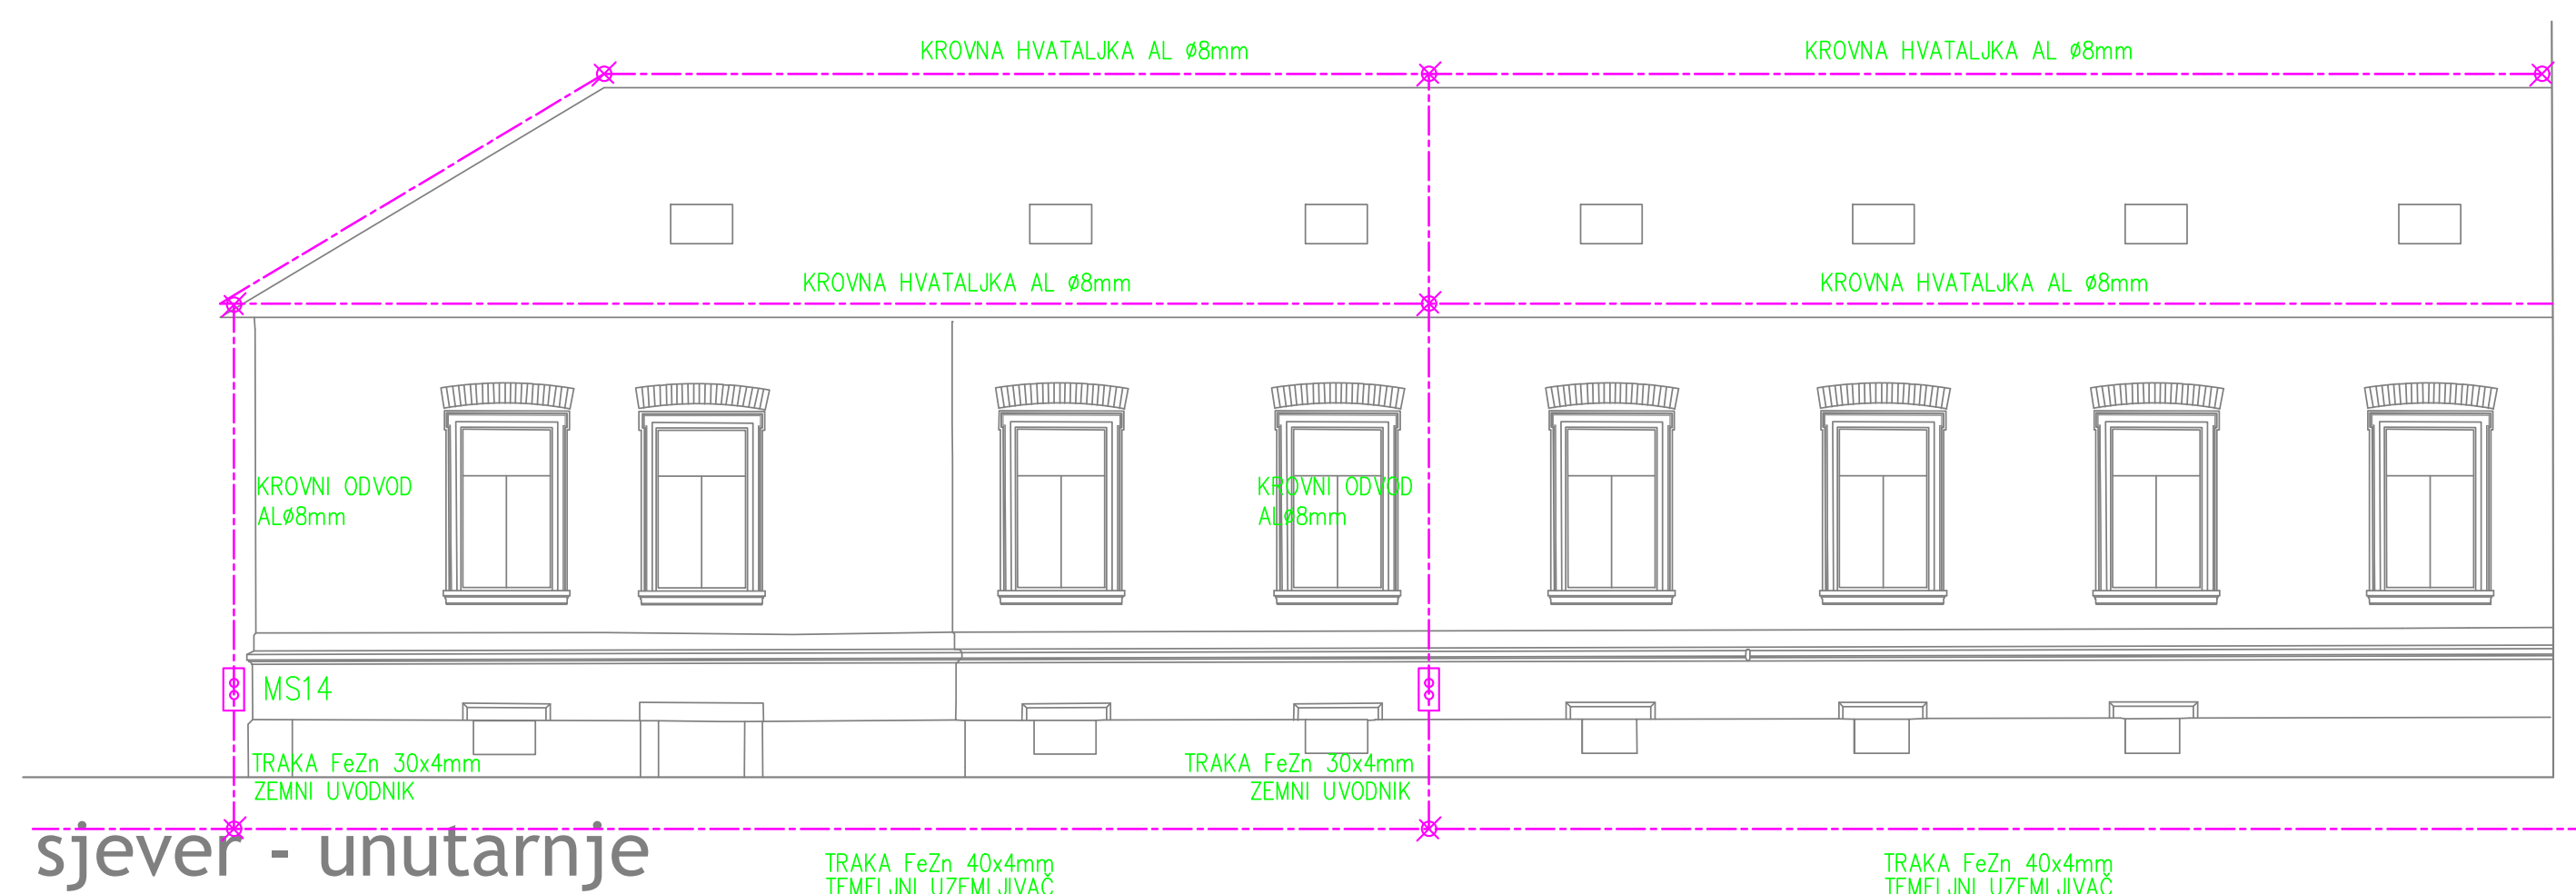 KROVNA HVATALJKA AL ø8mm
KROVNA HVATALJKA AL ø8mm
KROVNA HVATALJKA AL ø8mm
KROVNA HVATALJKA AL ø8mm
KROVNI ODVOD
ALø8mm
KROVNI ODVOD
ALø8mm
MS14
TRAKA FeZn 30x4mm
ZEMNI UVODNIK
TRAKA FeZn 30x4mm
ZEMNI UVODNIK
sjever - unutarnje
TRAKA FeZn 40x4mm
TEMELJNI UZEMLJIVAČ
TRAKA FeZn 40x4mm
TEMELJNI UZEMLJIVAČ